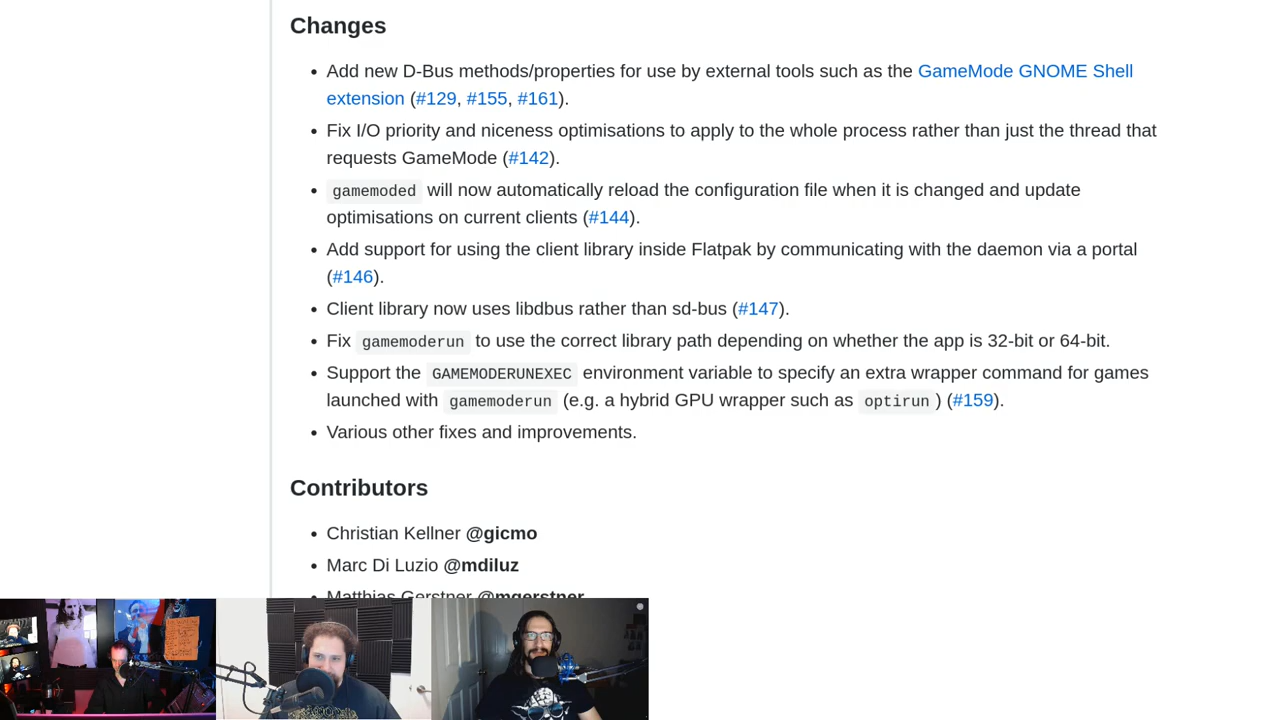 Changes
Add new D-Bus methods/properties for use by external tools such as the GameMode GNOME Shell
extension (#129, #155, #161).
Fix I/O priority and niceness optimisations to apply to the whole process rather than just the thread that
requests GameMode (#142).
gamemoded will now automatically reload the configuration file when it is changed and update
optimisations on current clients (#144).
Add support for using the client library inside Flatpak by communicating with the daemon via a portal
(#146).
Client library now uses libdbus rather than sd-bus (#147).
Fix gamemoderun to use the correct library path depending on whether the app is 32-bit or 64-bit.
Support the GAMEMODERUNEXEC environment variable to specify an extra wrapper command for games
launched with gamemoderun (e.g. a hybrid GPU wrapper such as optirun) (#159).
Various other fixes and improvements.
Contributors
Christian Kellner @gicmo
Marc Di Luzio @mdiluz
Matthias Gerstner @mgerstner